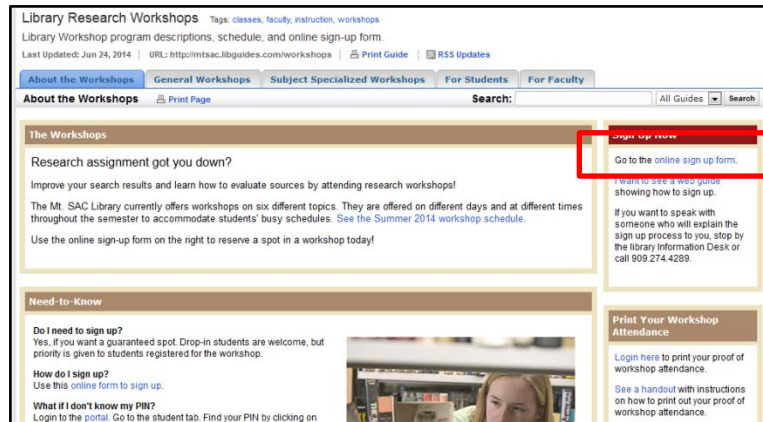 Library Research Workshops Tags: classes, faculty, instruction, workshops
Library Workshop program descriptions, schedule, and online sign-up form.
Last Updated: Jun 24, 2014 | URL: http://mtsac.libguides.com/workshops | Print Guide | RSS Updates
About the Workshops General Workshops Subject Specialized Workshops For Students For Faculty
About the Workshops Print Page Search: All Guides Search
The Workshops
Research assignment got you down?
Improve your search results and learn how to evaluate sources by attending research workshops!
The Mt. SAC Library currently offers workshops on six different topics. They are offered on different days and at different times
throughout the semester to accommodate students' busy schedules. See the Summer 2014 workshop schedule.
Use the online sign-up form on the right to reserve a spot in a workshop today!
Need-to-Know
Do I need to sign up?
Yes, if you want a guaranteed spot. Drop-in students are welcome, but
priority is given to students registered for the workshop.
How do I sign up?
Use this online form to sign up.
What if I don't know my PIN?
Login to the portal. Go to the student tab. Find your PIN by clicking on
Sign Up Now
Go to the online sign up form.
I want to see a web guide
showing how to sign up.
If you want to speak with
someone who will explain the
sign up process to you, stop by
the library Information Desk or
call 909.274.4289.
Print Your Workshop
Attendance
Login here to print your proof of
workshop attendance.
See a handout with instructions
on how to print out your proof of
workshop attendance.